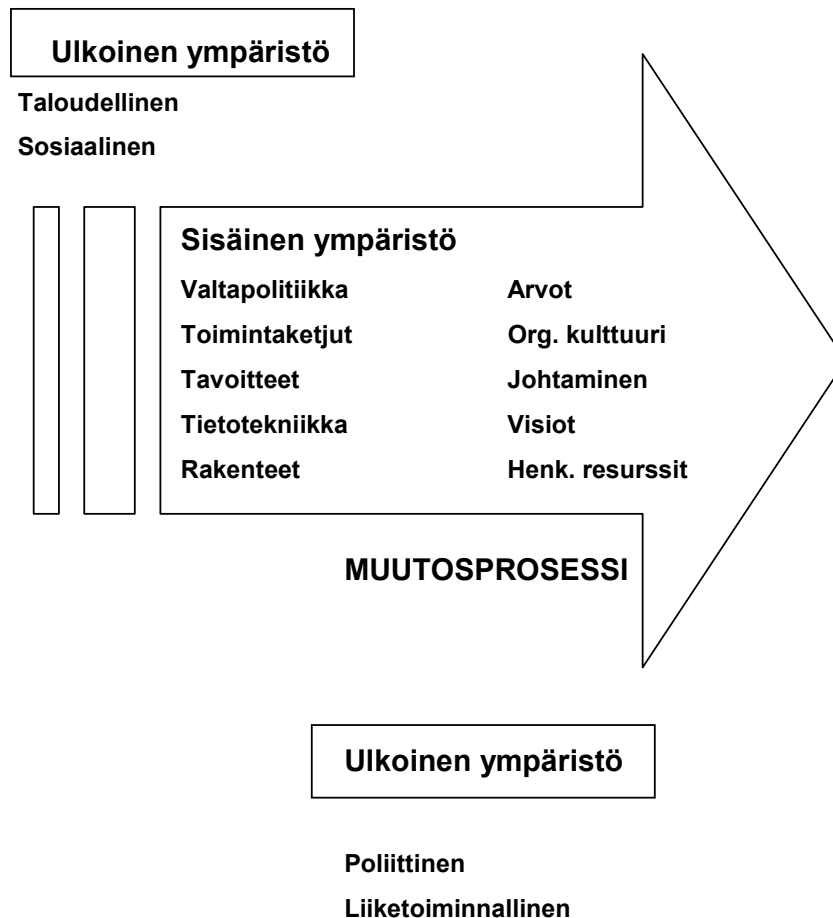 Ulkoinen ympäristö
Taloudellinen
Sosiaalinen
Sisäinen ympäristö
Valtapolitiikka Arvot
Toimintaketjut Org. kulttuuri
Tavoitteet Johtaminen
Tietotekniikka Visiot
Rakenteet Henk. resurssit
MUUTOSPROSESSI
Ulkoinen ympäristö
Poliittinen
Liiketoiminnallinen